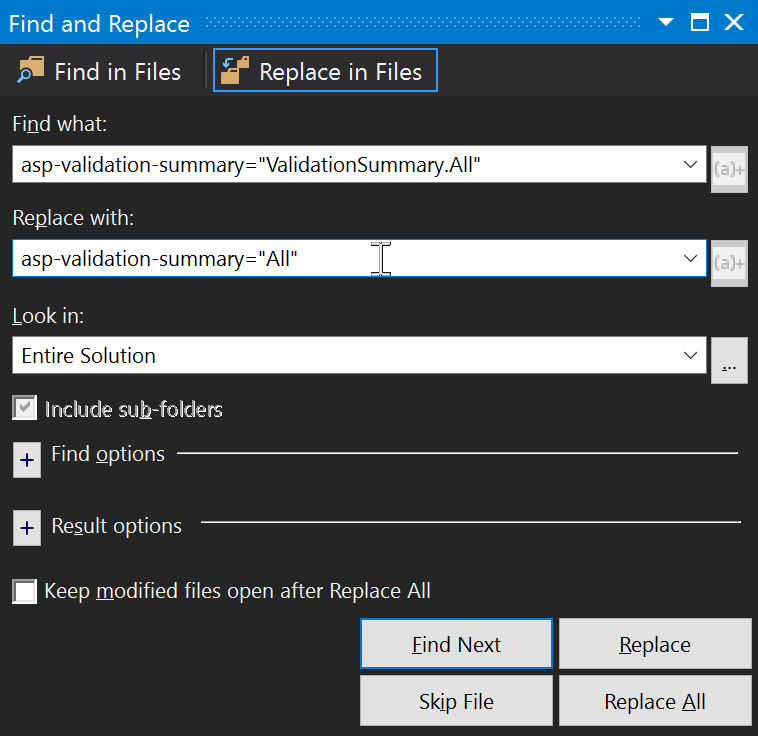 Find and Replace
Find in Files
Replace in Files
Find what:
asp-validation-summary="ValidationSummary.All"
(a)+
Replace with:
asp-validation-summary="All"
(a)+
Look in:
Entire Solution
...
Include sub-folders
+ Find options
+ Result options
Keep modified files open after Replace All
Find Next
Replace
Skip File
Replace All